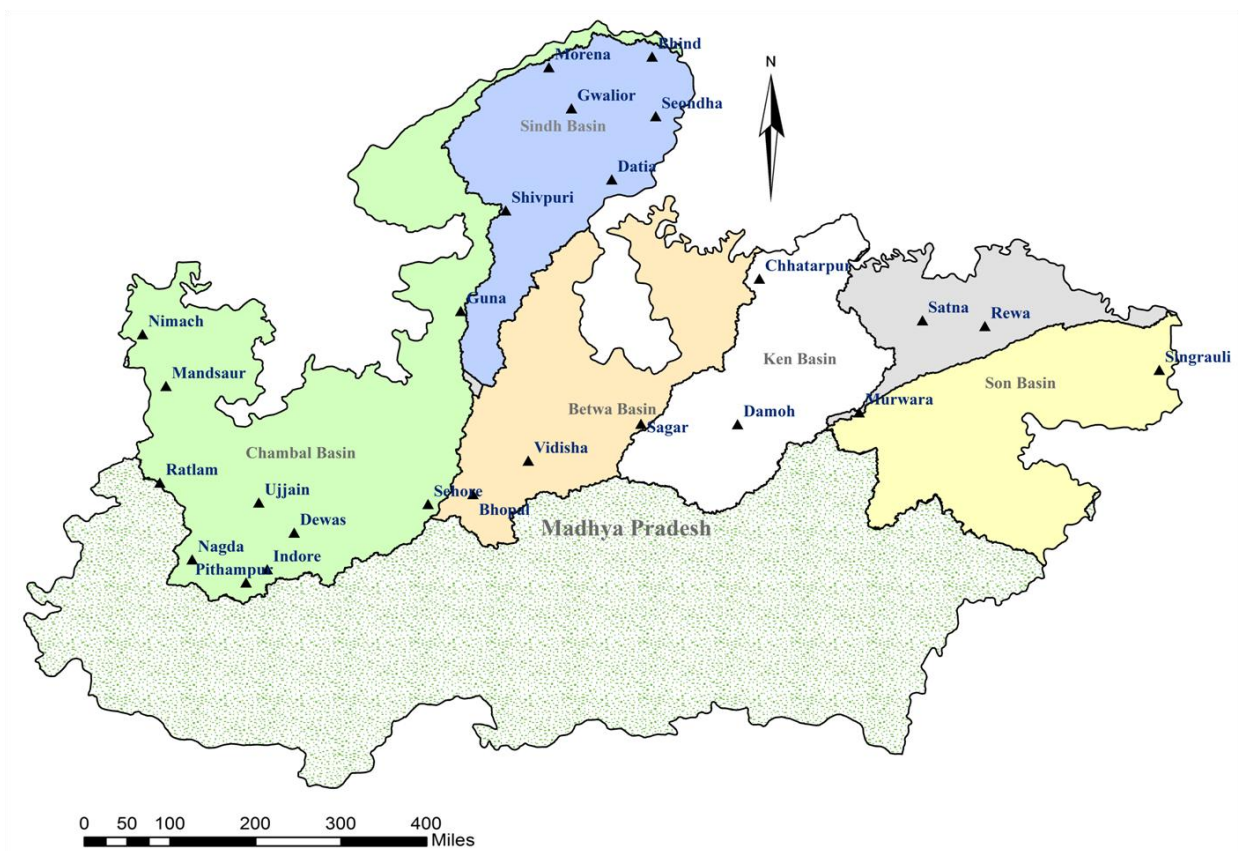 Bhind
Morena
N
Gwalior
Seondha
Sindh Basin
Datia
Shivpuri
Chhatarpur
Guna
Satna
Rewa
Nimach
Ken Basin
Singrauli
Mandsaur
Son Basin
Murwara
Betwa Basin
Damoh
Sagar
Chambal Basin
Vidisha
Ratlam
Ujjain
Sehore
Bhopal
Dewas
Madhya Pradesh
Nagda
Indore
Pithampur
0 50 100 200 300 400
Miles